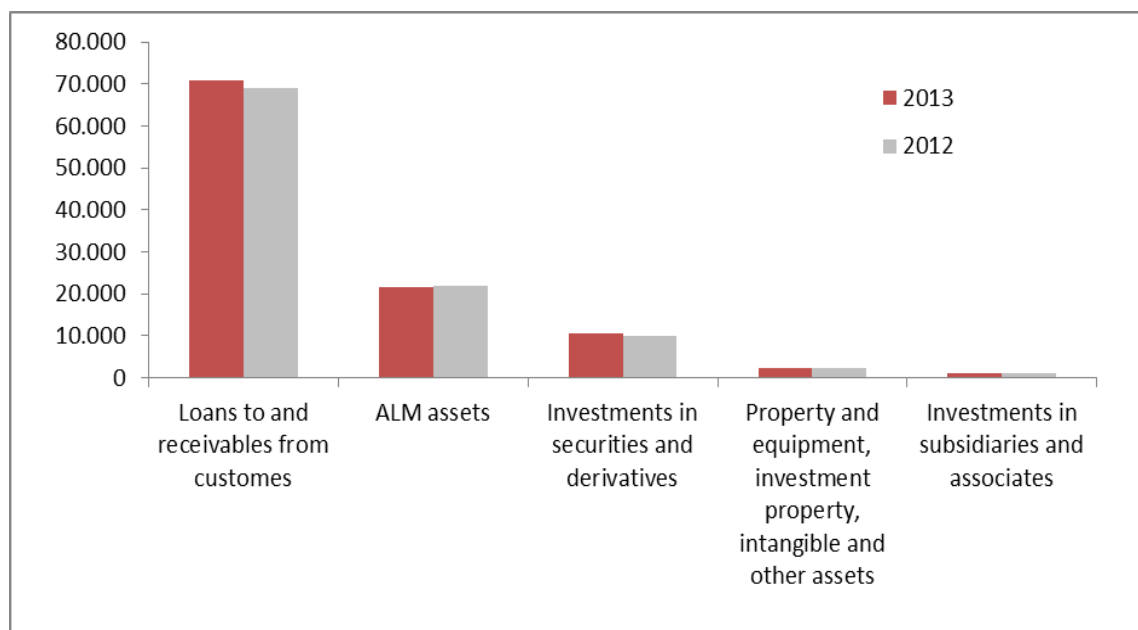 80.000
70.000
60.000
50.000
40.000
30.000
20.000
10.000
0
2013
2012
Loans to and
receivables from
customes
ALM assets
Investments in
securities and
derivatives
Property and
equipment,
investment
property,
intangible and
other assets
Investments in
subsidiaries and
associates